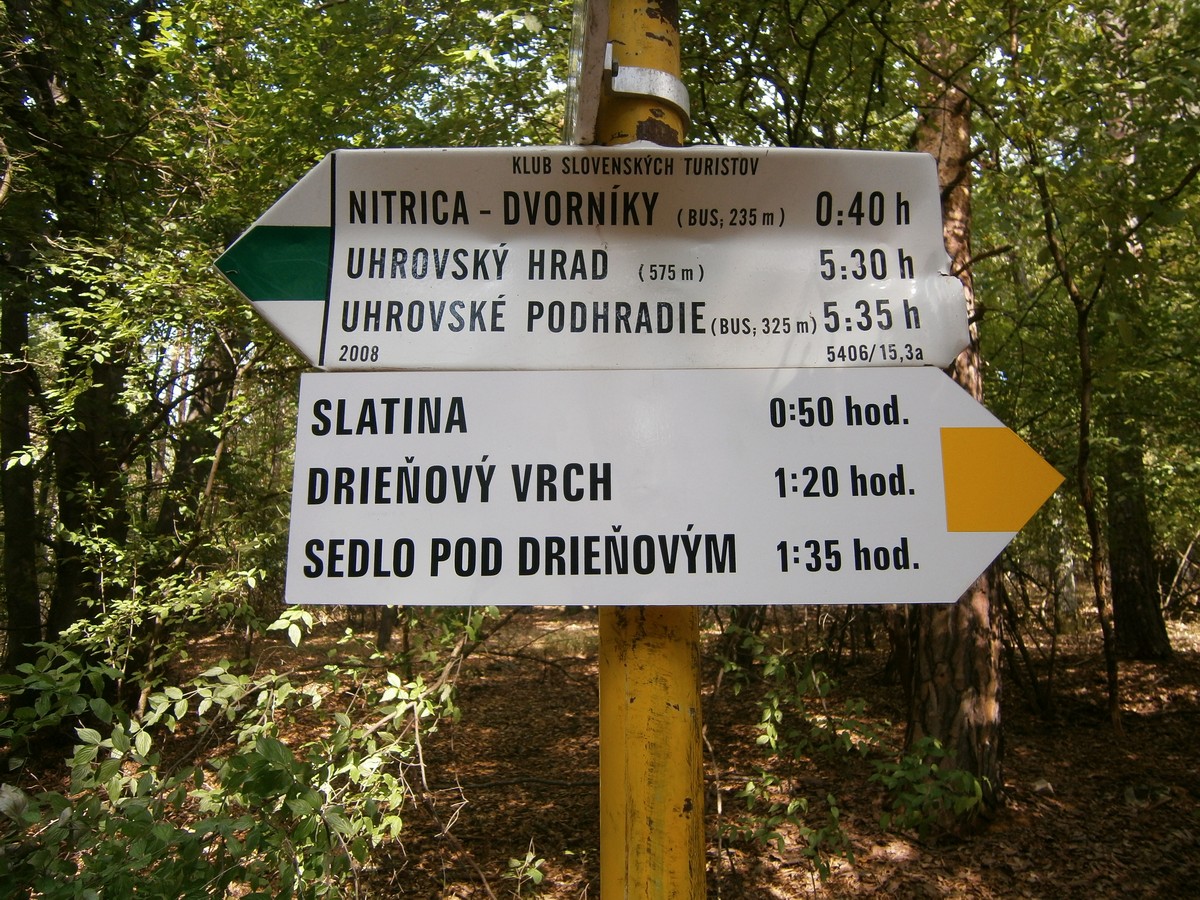 KLUB SLOVENSKÝCH TURISTOV
NITRICA - DVORNÍKY (BUS; 235 m) 0:40 h
UHROVSKÝ HRAD (575 m) 5:30 h
UHROVSKÉ PODHRADIE (BUS; 325 m) 5:35 h
2008 5406/15,3a
SLATINA 0:50 hod.
DRIEŇOVÝ VRCH 1:20 hod.
SEDLO POD DRIEŇOVÝM 1:35 hod.